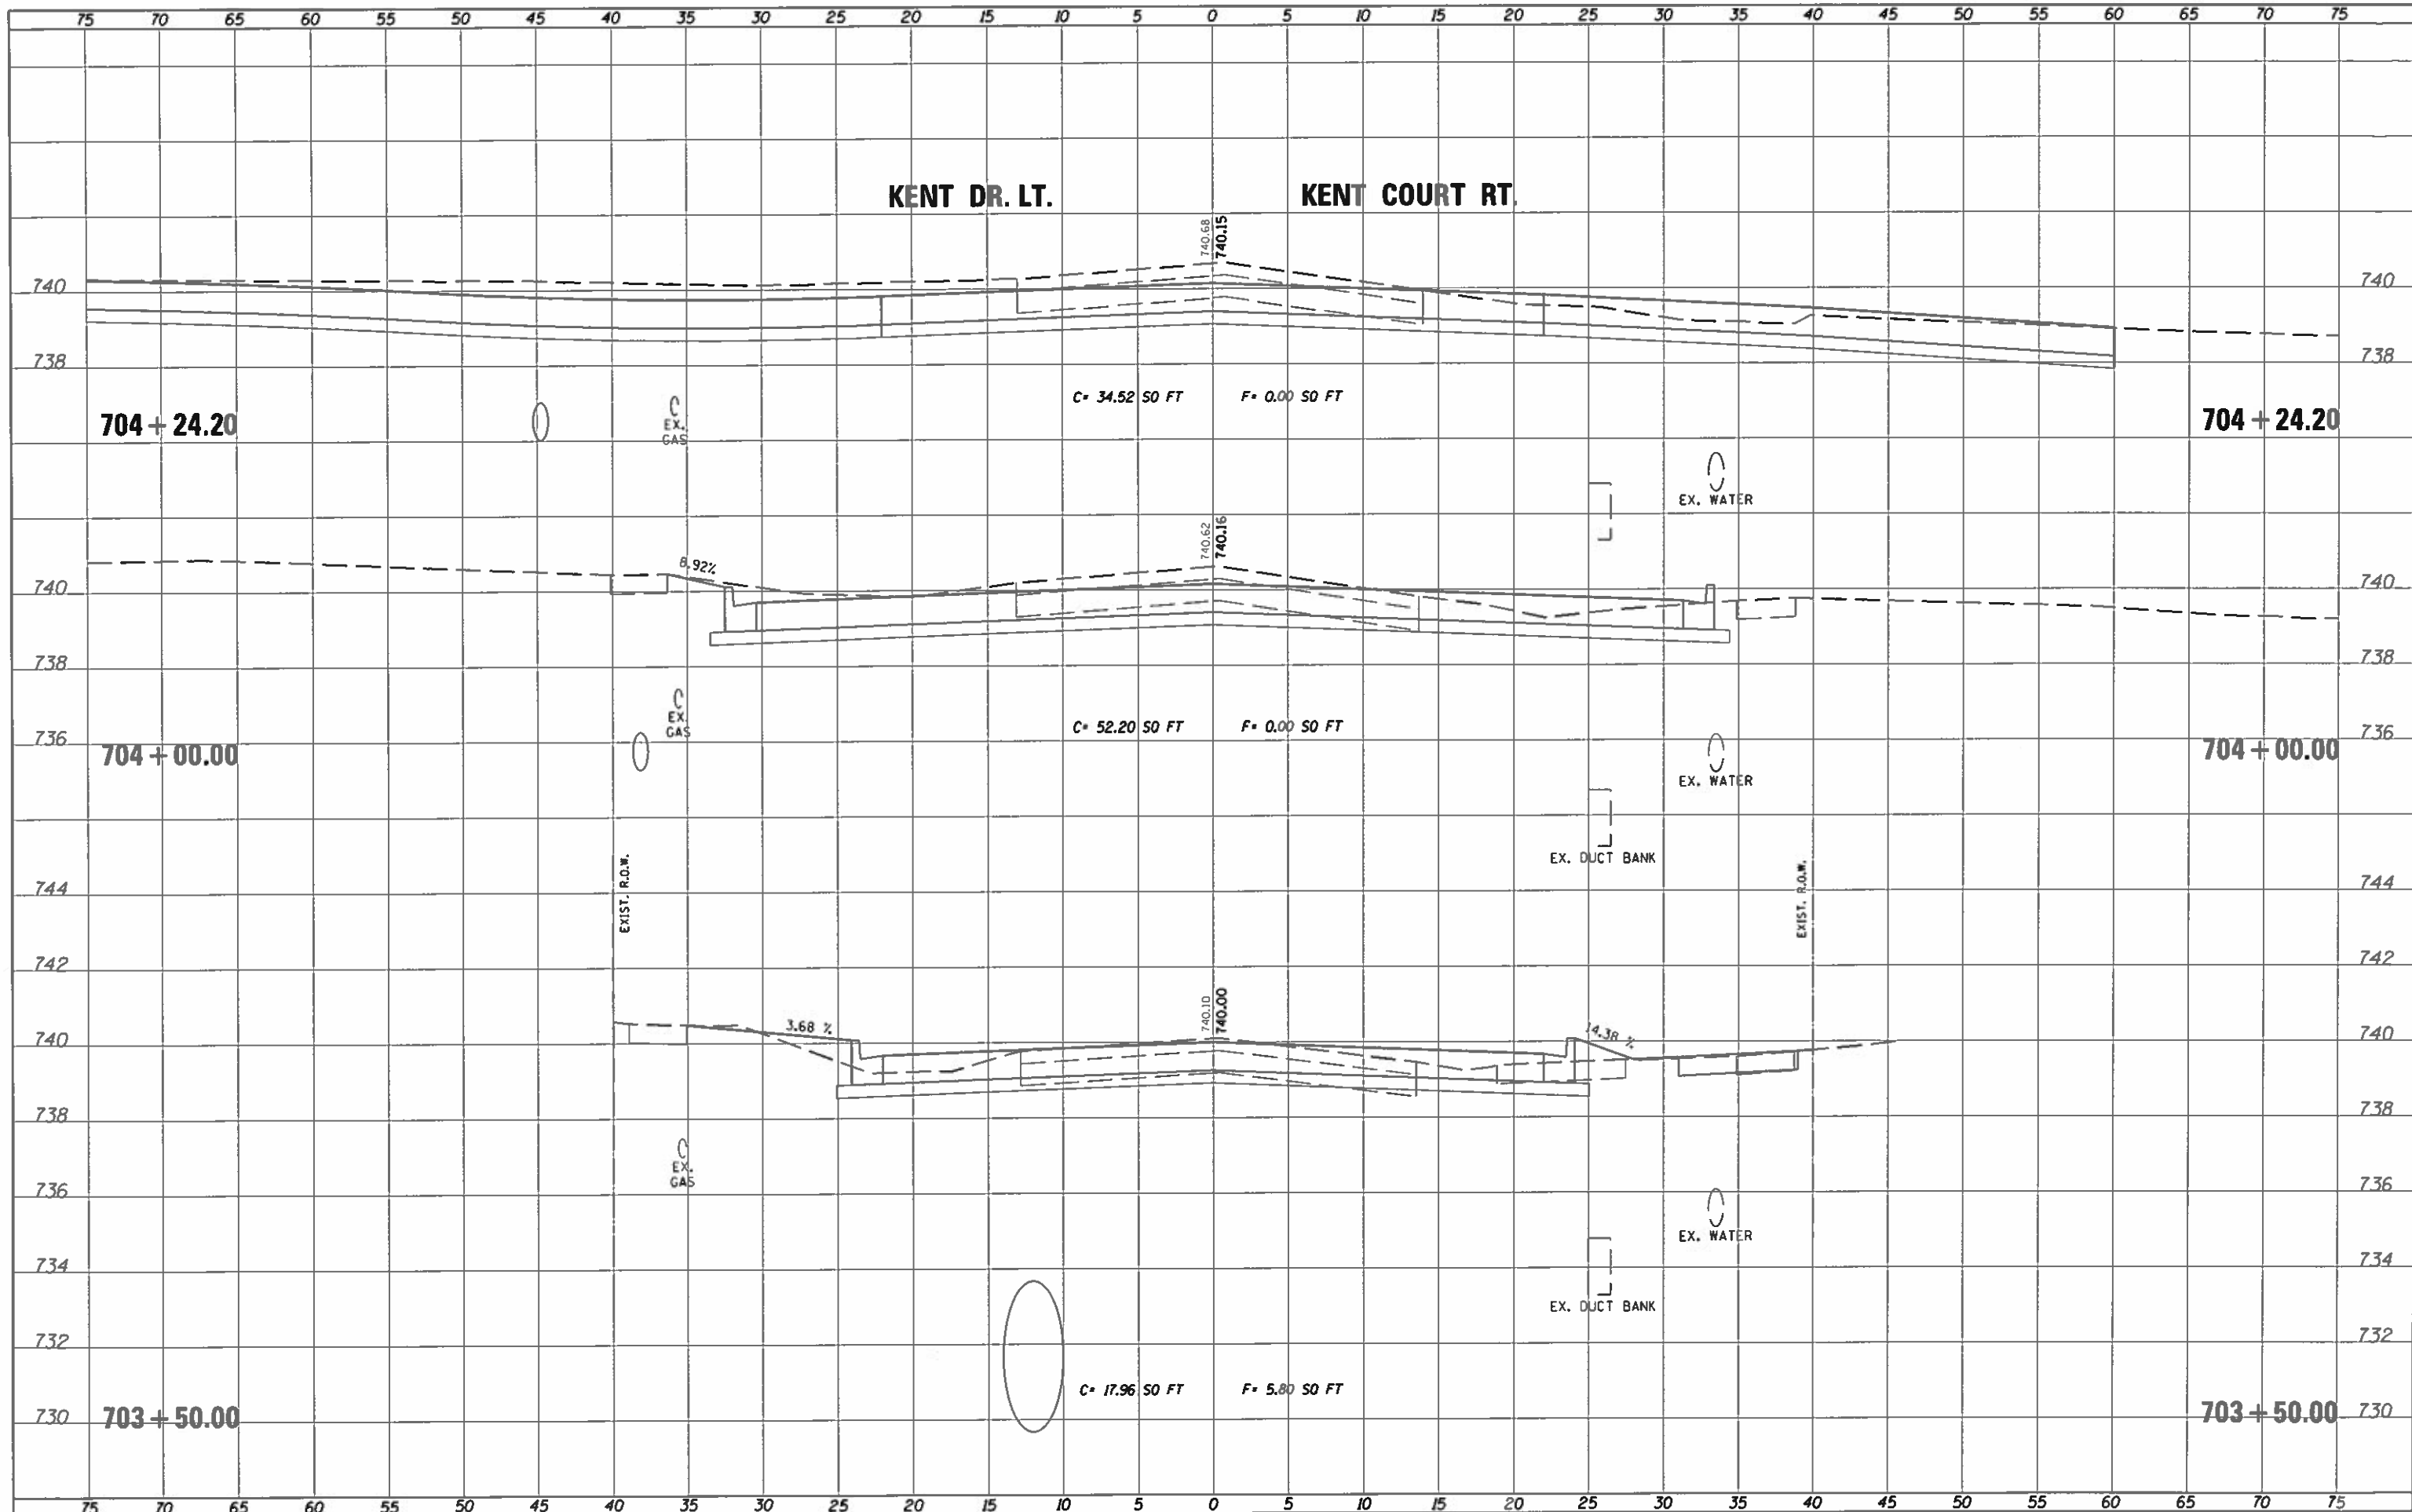 75 70 65 60 55 50 45 40 35 30 25 20 15 10 5 0 5 10 15 20 25 30 35 40 45 50 55 60 65 70 75
KENT DR. LT. KENT COURT RT.
740.68 740.15
740 740
738 738
C= 34.52 SQ FT F= 0.00 SQ FT
704 + 24.20 704 + 24.20
EX.
GAS
EX. WATER
740.62 740.16
8.92%
740 740
738 738
EX.
GAS
C= 52.20 SQ FT F= 0.00 SQ FT
736 736
704 + 00.00 704 + 00.00
EX. WATER
EX. DUCT BANK
EXIST. R.O.W. EXIST. R.O.W.
744 744
742 742
740.10 740.00
3.68 % 14.38 %
740 740
738 738
EX.
GAS
736 736
EX. WATER
734 734
EX. DUCT BANK
732 732
C= 17.96 SQ FT F= 5.80 SQ FT
730 703 + 50.00 703 + 50.00 730
75 70 65 60 55 50 45 40 35 30 25 20 15 10 5 0 5 10 15 20 25 30 35 40 45 50 55 60 65 70 75